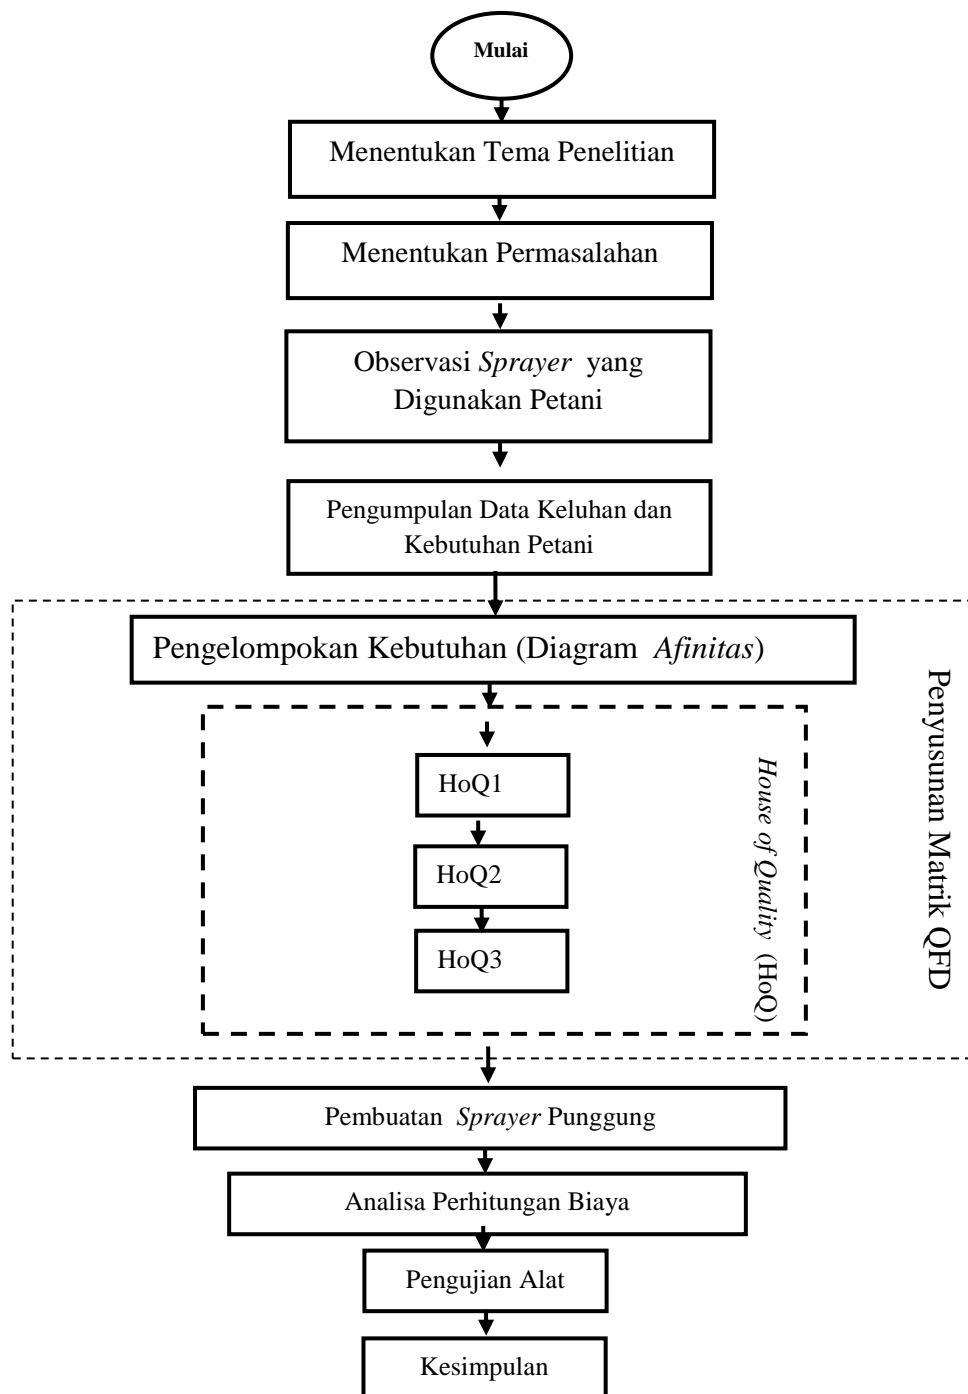 Mulai
Menentukan Tema Penelitian
Menentukan Permasalahan
Observasi Sprayer yang
Digunakan Petani
Pengumpulan Data Keluhan dan
Kebutuhan Petani
Pengelompokan Kebutuhan (Diagram Afinitas)
Penyusunan Matrik QFD
House of Quality (HoQ)
HoQ1
HoQ2
HoQ3
Pembuatan Sprayer Punggung
Analisa Perhitungan Biaya
Pengujian Alat
Kesimpulan